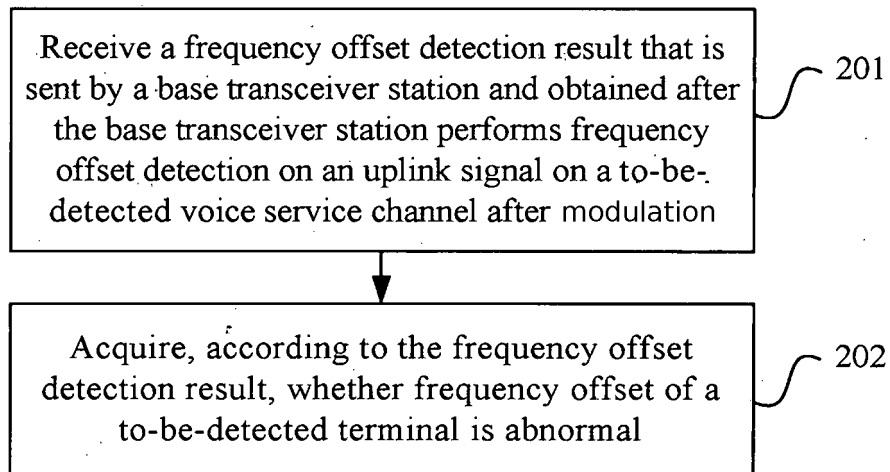 Receive a frequency offset detection result that is
sent by a base transceiver station and obtained after
the base transceiver station performs frequency
offset detection on an uplink signal on a to-be-
detected voice service channel after modulation
201
Acquire, according to the frequency offset
detection result, whether frequency offset of a
to-be-detected terminal is abnormal
202